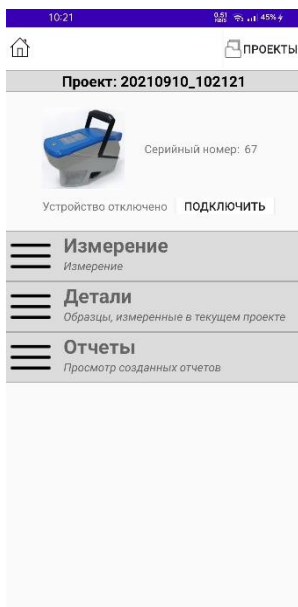 10:21 0.51 KB/s 45%
ПРОЕКТЫ
Проект: 20210910_102121
Серийный номер: 67
Устройство отключено ПОДКЛЮЧИТЬ
Измерение
Измерение
Детали
Образцы, измеренные в текущем проекте
Отчеты
Просмотр созданных отчетов